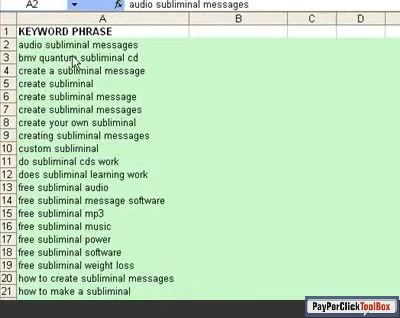 A2 fx audio subliminal messages
A B C D
1 KEYWORD PHRASE
2 audio subliminal messages
3 bmv quantum subliminal cd
4 create a subliminal message
5 create subliminal
6 create subliminal message
7 create subliminal messages
8 create your own subliminal
9 creating subliminal messages
10 custom subliminal
11 do subliminal cds work
12 does subliminal learning work
13 free subliminal audio
14 free subliminal message software
15 free subliminal mp3
16 free subliminal music
17 free subliminal power
18 free subliminal software
19 free subliminal weight loss
20 how to create subliminal messages
21 how to make a subliminal
PayPerClickToolBox